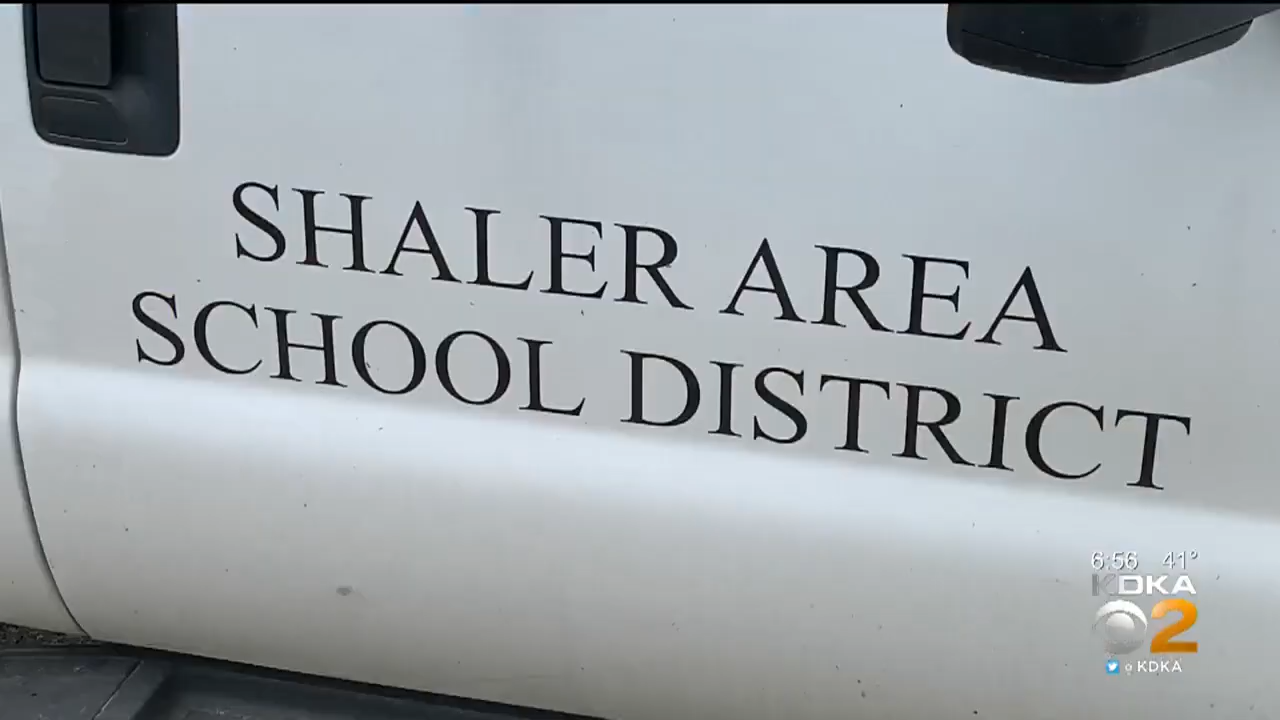 SHALER AREA
SCHOOL DISTRICT
6:56 41°
KDKA
2
@KDKA